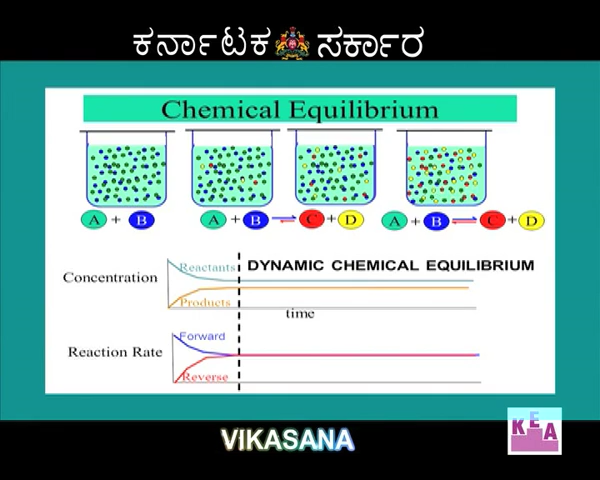 ಕರ್ನಾಟಕ ಸರ್ಕಾರ
Chemical Equilibrium
A + B A + B C + D A + B C + D
Concentration Reactants DYNAMIC CHEMICAL EQUILIBRIUM
Products
time
Reaction Rate Forward
Reverse
VIKASANA
KEA